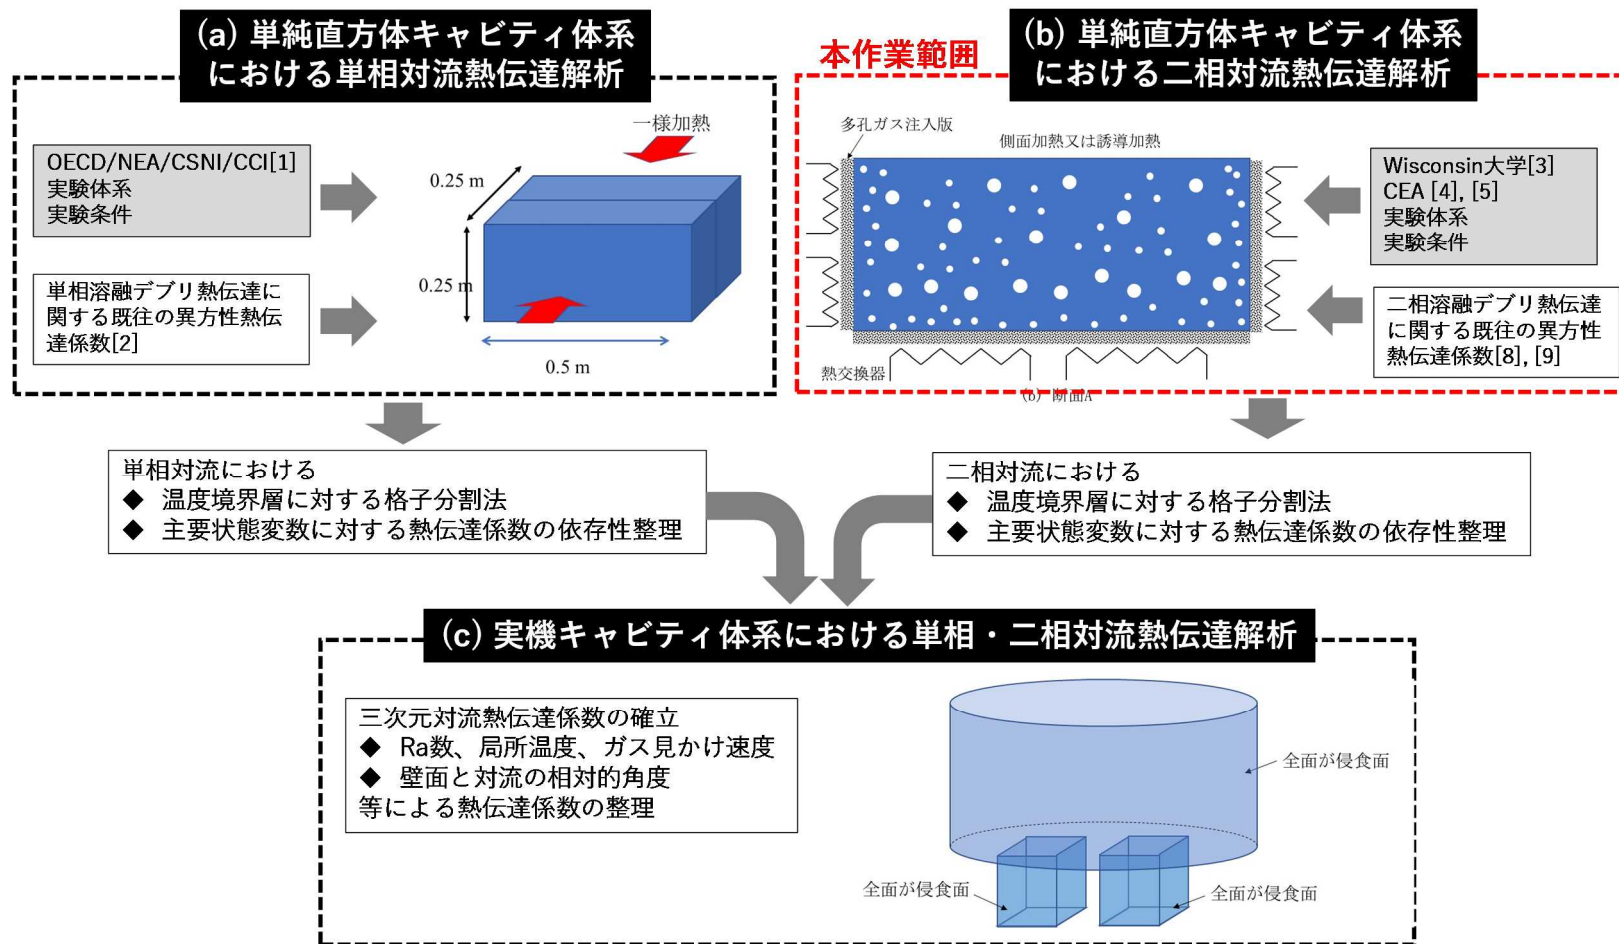 (a) 単純直方体キャビティ体系
における単相対流熱伝達解析
本作業範囲
(b) 単純直方体キャビティ体系
における二相対流熱伝達解析
OECD/NEA/CSNI/CCI[1]
実験体系
実験条件
単相溶融デブリ熱伝達に
関する既往の異方性熱伝
達係数[2]
一様加熱
0.25 m
0.25 m
0.5 m
多孔ガス注入版
側面加熱又は誘導加熱
熱交換器
(b) 断面A
Wisconsin大学[3]
CEA [4], [5]
実験体系
実験条件
二相溶融デブリ熱伝達
に関する既往の異方性
熱伝達係数[8], [9]
単相対流における
◆ 温度境界層に対する格子分割法
◆ 主要状態変数に対する熱伝達係数の依存性整理
二相対流における
◆ 温度境界層に対する格子分割法
◆ 主要状態変数に対する熱伝達係数の依存性整理
(c) 実機キャビティ体系における単相・二相対流熱伝達解析
三次元対流熱伝達係数の確立
◆ Ra数、局所温度、ガス見かけ速度
◆ 壁面と対流の相対的角度
等による熱伝達係数の整理
全面が侵食面
全面が侵食面
全面が侵食面